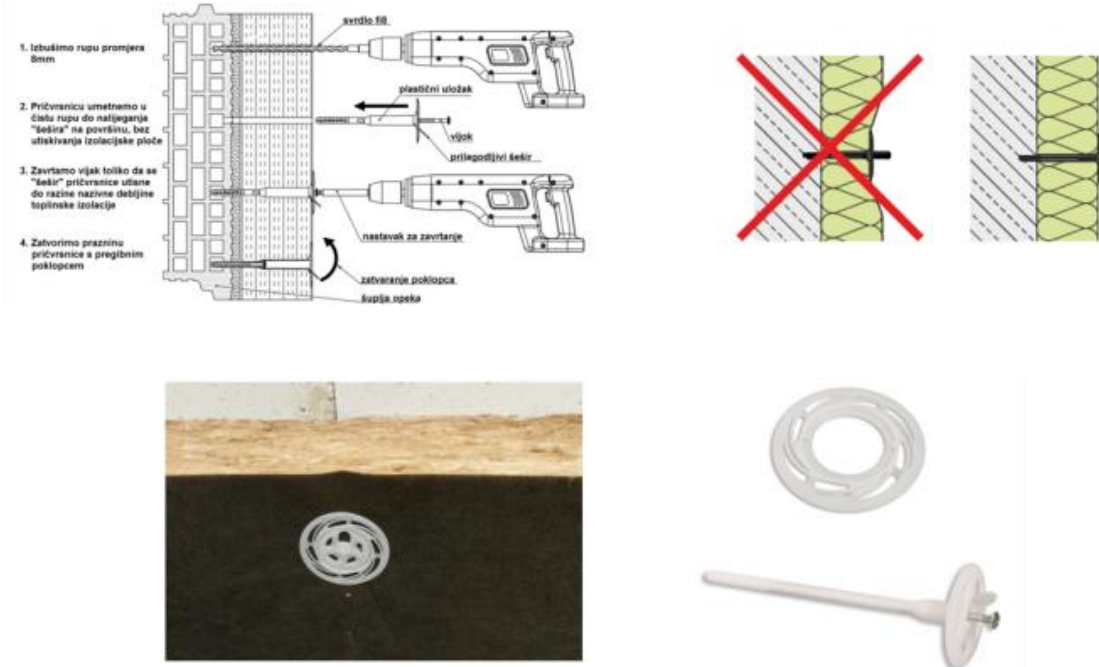 1. Izbušimo rupu promjera
8mm
2. Pričvrsnicu umetnemo u
čistu rupu do nalijeganja
"šešira" na površinu, bez
utiskivanja izolacijske ploče
3. Zavrtamo vijak toliko da se
"šešir" pričvrsnice utisne
do razine nazivne debljine
toplinske izolacije
4. Zatvorimo prazninu
pričvrsnice s pregibnim
poklopcem
svrdlo fi8
plastični uložak
vijok
prilagodljivi šešir
nastavak za zavrtanje
zatvaranje poklopca
šuplja opeka